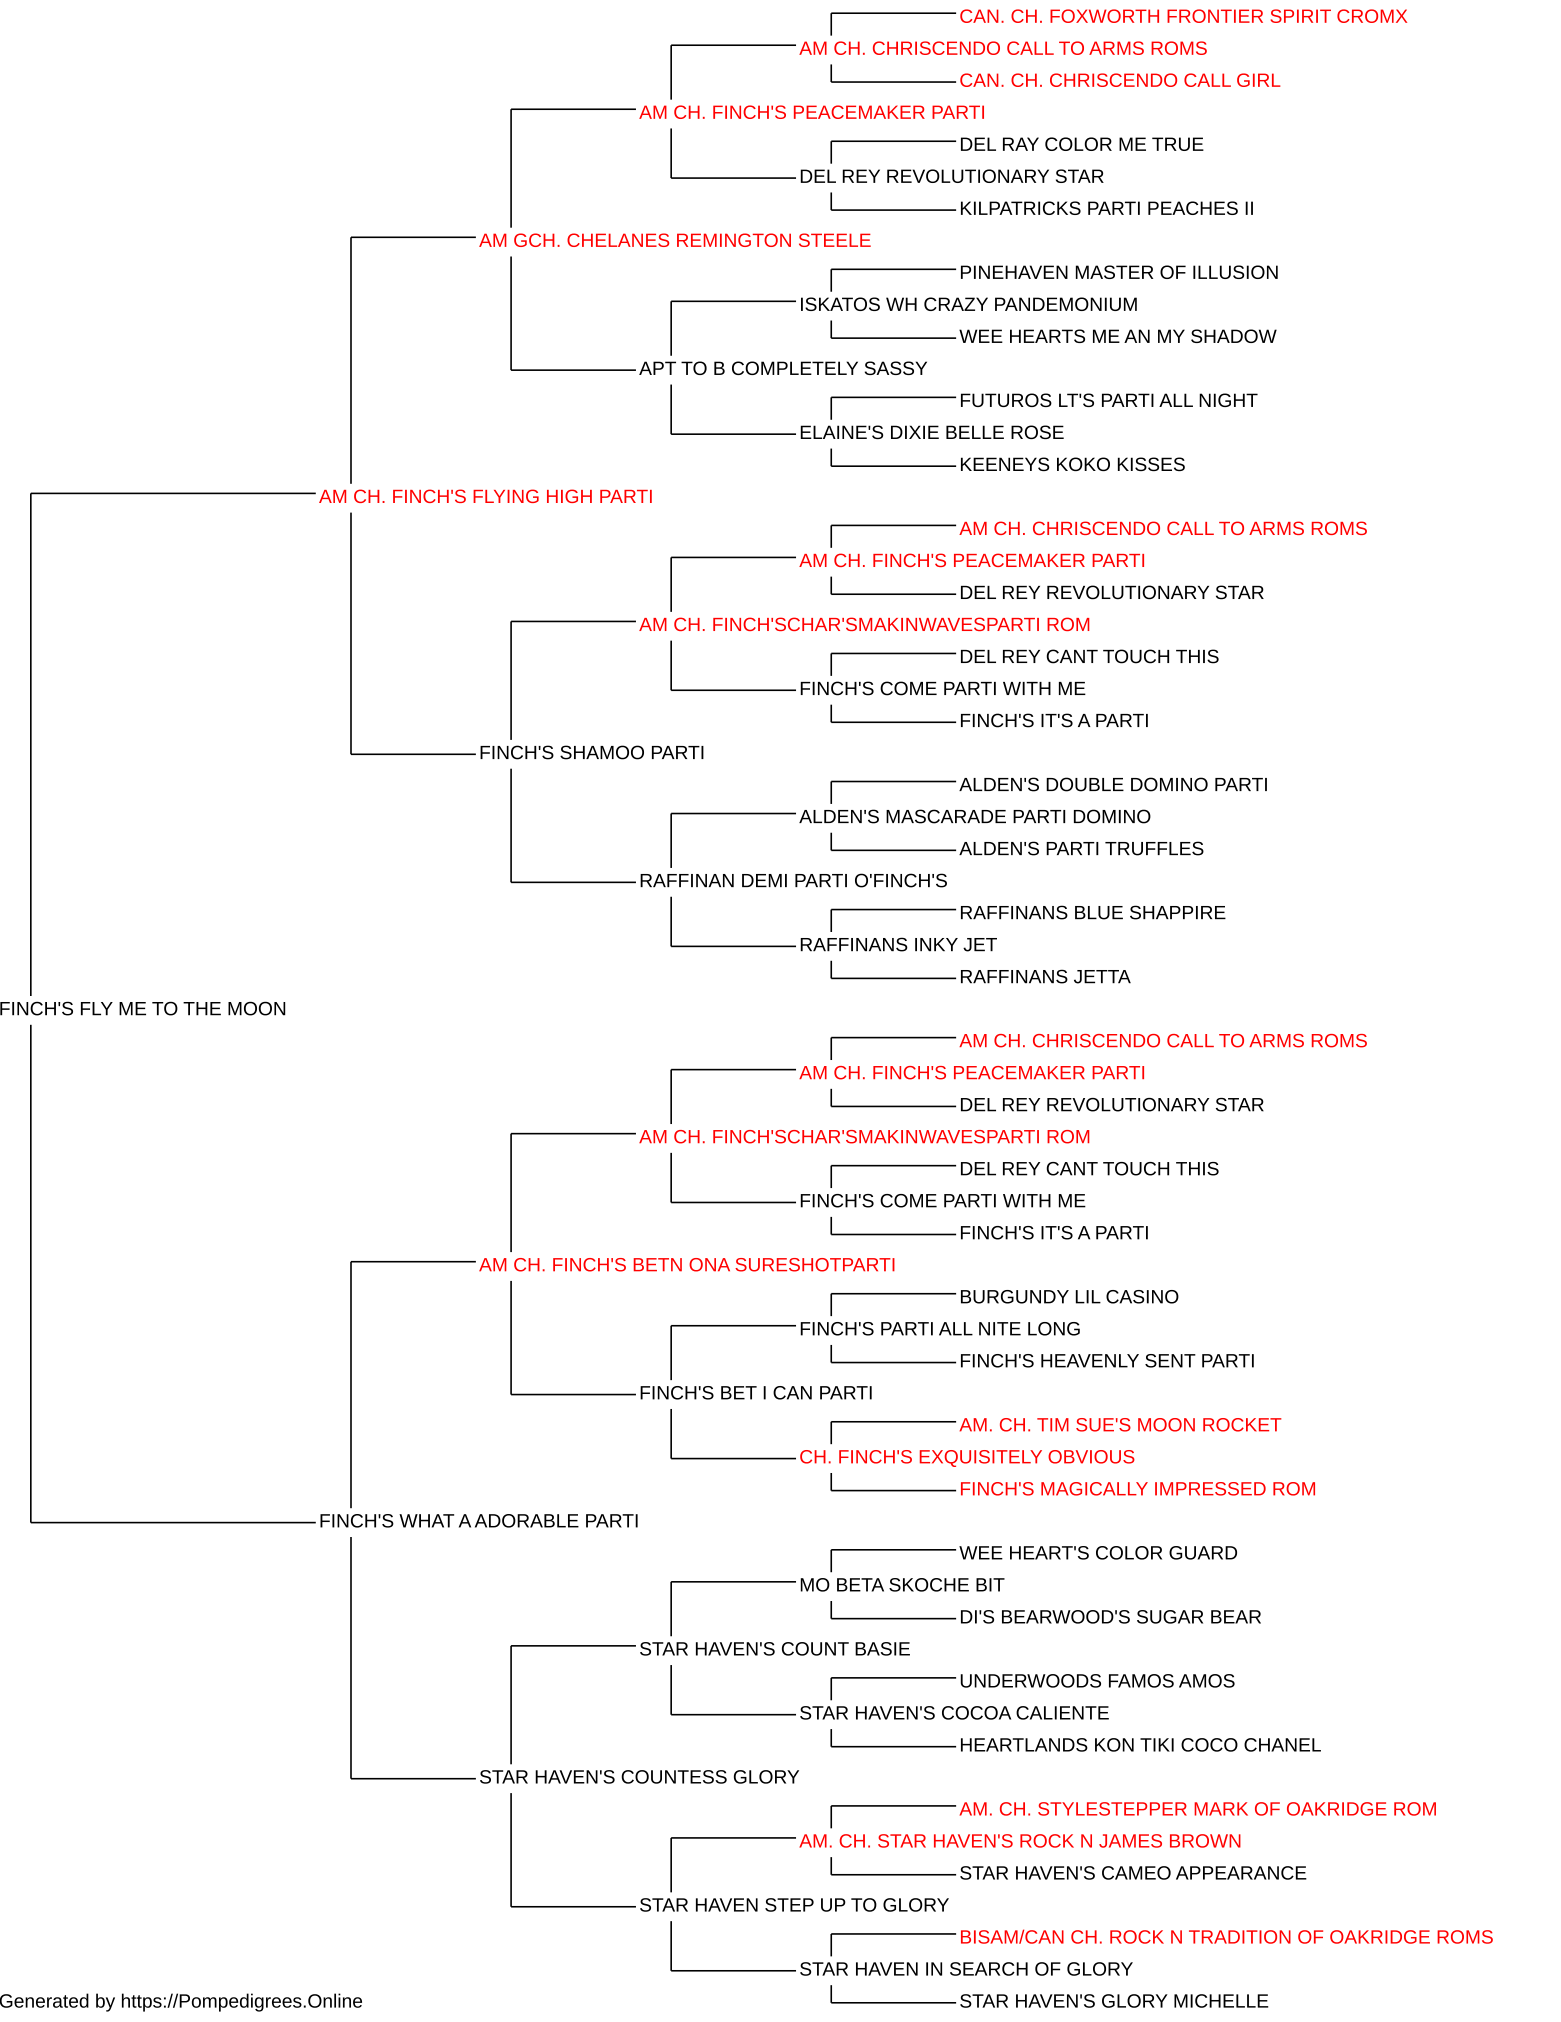 CAN. CH. FOXWORTH FRONTIER SPIRIT CROMX
AM CH. CHRISCENDO CALL TO ARMS ROMS
CAN. CH. CHRISCENDO CALL GIRL
AM CH. FINCH'S PEACEMAKER PARTI
DEL RAY COLOR ME TRUE
DEL REY REVOLUTIONARY STAR
KILPATRICKS PARTI PEACHES II
AM GCH. CHELANES REMINGTON STEELE
PINEHAVEN MASTER OF ILLUSION
ISKATOS WH CRAZY PANDEMONIUM
WEE HEARTS ME AN MY SHADOW
APT TO B COMPLETELY SASSY
FUTUROS LT'S PARTI ALL NIGHT
ELAINE'S DIXIE BELLE ROSE
KEENEYS KOKO KISSES
AM CH. FINCH'S FLYING HIGH PARTI
AM CH. CHRISCENDO CALL TO ARMS ROMS
AM CH. FINCH'S PEACEMAKER PARTI
DEL REY REVOLUTIONARY STAR
AM CH. FINCH'SCHAR'SMAKINWAVESPARTI ROM
DEL REY CANT TOUCH THIS
FINCH'S COME PARTI WITH ME
FINCH'S IT'S A PARTI
FINCH'S SHAMOO PARTI
ALDEN'S DOUBLE DOMINO PARTI
ALDEN'S MASCARADE PARTI DOMINO
ALDEN'S PARTI TRUFFLES
RAFFINAN DEMI PARTI O'FINCH'S
RAFFINANS BLUE SHAPPIRE
RAFFINANS INKY JET
RAFFINANS JETTA
FINCH'S FLY ME TO THE MOON
AM CH. CHRISCENDO CALL TO ARMS ROMS
AM CH. FINCH'S PEACEMAKER PARTI
DEL REY REVOLUTIONARY STAR
AM CH. FINCH'SCHAR'SMAKINWAVESPARTI ROM
DEL REY CANT TOUCH THIS
FINCH'S COME PARTI WITH ME
FINCH'S IT'S A PARTI
AM CH. FINCH'S BETN ONA SURESHOTPARTI
BURGUNDY LIL CASINO
FINCH'S PARTI ALL NITE LONG
FINCH'S HEAVENLY SENT PARTI
FINCH'S BET I CAN PARTI
AM. CH. TIM SUE'S MOON ROCKET
CH. FINCH'S EXQUISITELY OBVIOUS
FINCH'S MAGICALLY IMPRESSED ROM
FINCH'S WHAT A ADORABLE PARTI
WEE HEART'S COLOR GUARD
MO BETA SKOCHE BIT
DI'S BEARWOOD'S SUGAR BEAR
STAR HAVEN'S COUNT BASIE
UNDERWOODS FAMOS AMOS
STAR HAVEN'S COCOA CALIENTE
HEARTLANDS KON TIKI COCO CHANEL
STAR HAVEN'S COUNTESS GLORY
AM. CH. STYLESTEPPER MARK OF OAKRIDGE ROM
AM. CH. STAR HAVEN'S ROCK N JAMES BROWN
STAR HAVEN'S CAMEO APPEARANCE
STAR HAVEN STEP UP TO GLORY
BISAM/CAN CH. ROCK N TRADITION OF OAKRIDGE ROMS
STAR HAVEN IN SEARCH OF GLORY
STAR HAVEN'S GLORY MICHELLE
Generated by https://Pompedigrees.Online